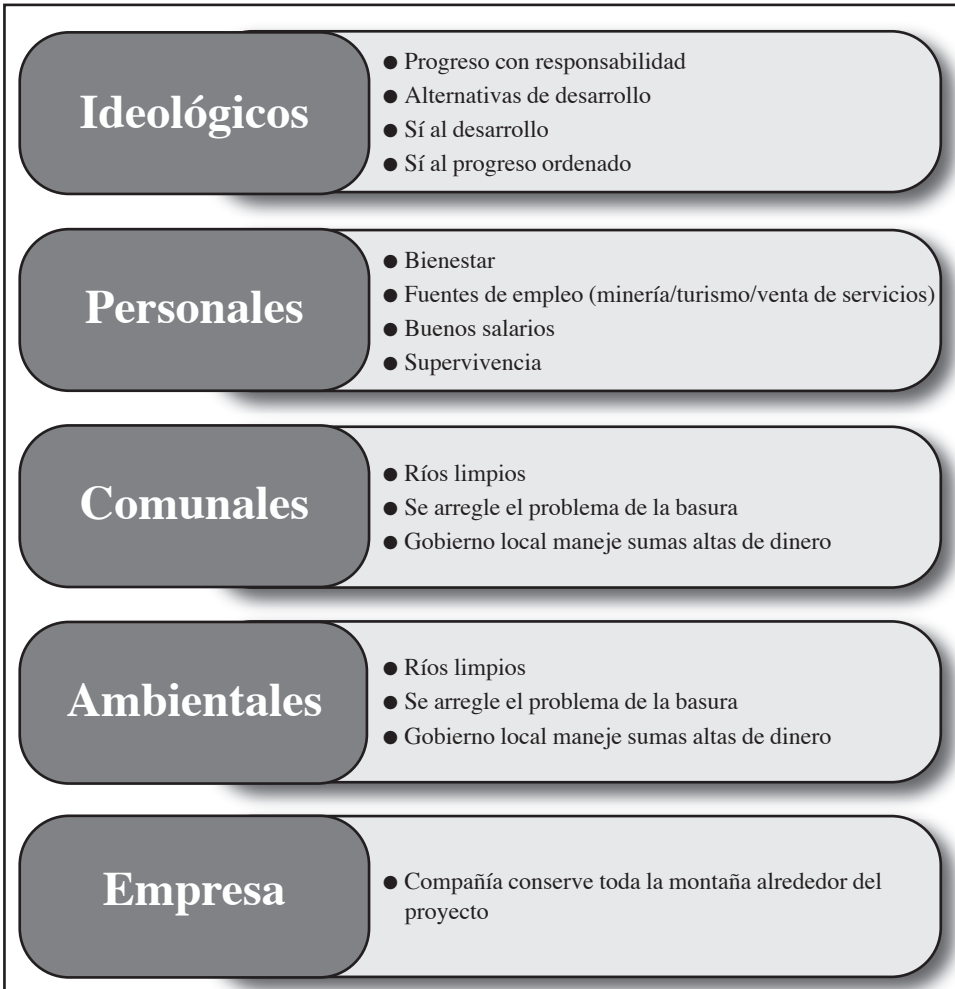 Ideológicos
● Progreso con responsabilidad
● Alternativas de desarrollo
● Sí al desarrollo
● Sí al progreso ordenado
Personales
● Bienestar
● Fuentes de empleo (minería/turismo/venta de servicios)
● Buenos salarios
● Supervivencia
Comunales
● Ríos limpios
● Se arregle el problema de la basura
● Gobierno local maneje sumas altas de dinero
Ambientales
● Ríos limpios
● Se arregle el problema de la basura
● Gobierno local maneje sumas altas de dinero
Empresa
● Compañía conserve toda la montaña alrededor del
proyecto